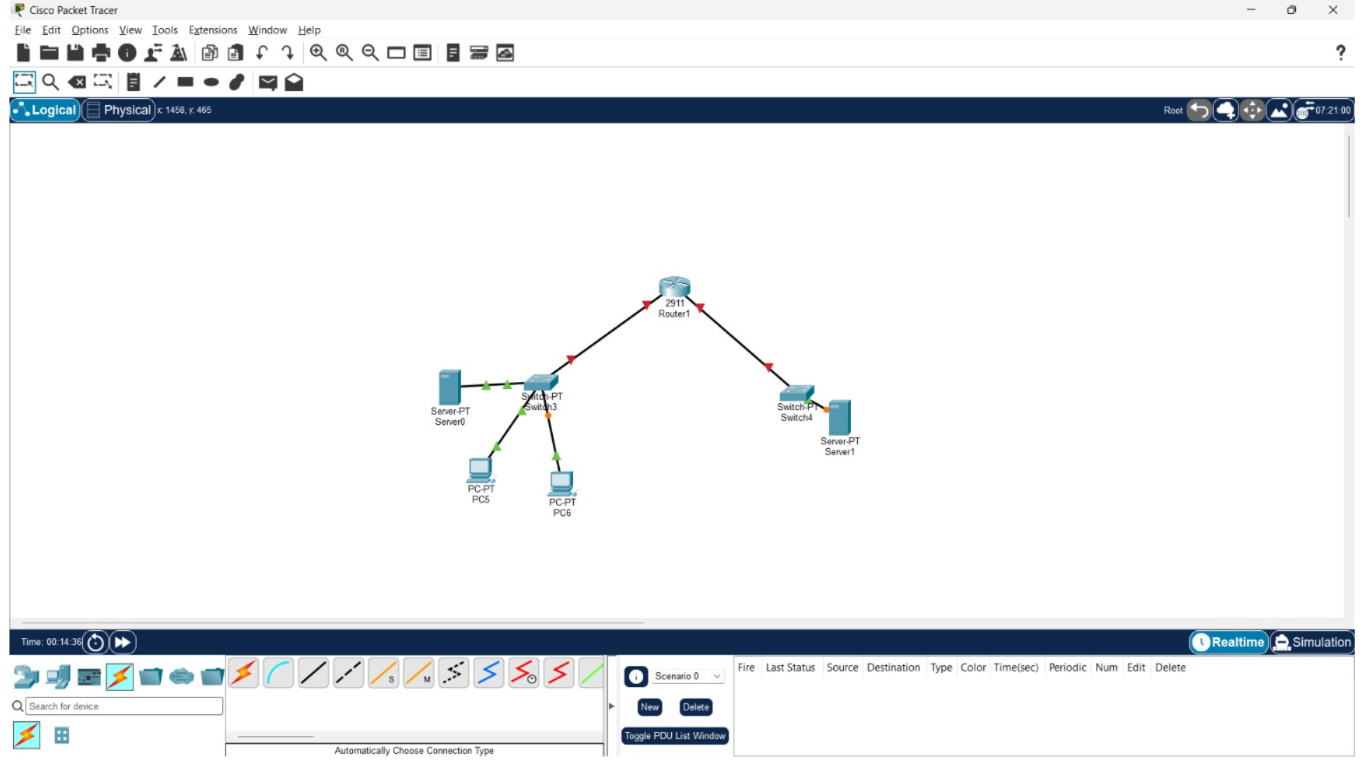 Cisco Packet Tracer
File Edit Options View Tools Extensions Window Help
?
Logical Physical x: 1458, y: 465 Root 07:21:00
2911
Router1
Server-PT
Server0
Switch-PT
Switch3
Switch-PT
Switch4
Server-PT
Server1
PC-PT
PC5
PC-PT
PC6
Time: 00:14:36 Realtime Simulation
S M
Search for device
Automatically Choose Connection Type
Scenario 0
New Delete
Toggle PDU List Window
Fire Last Status Source Destination Type Color Time(sec) Periodic Num Edit Delete